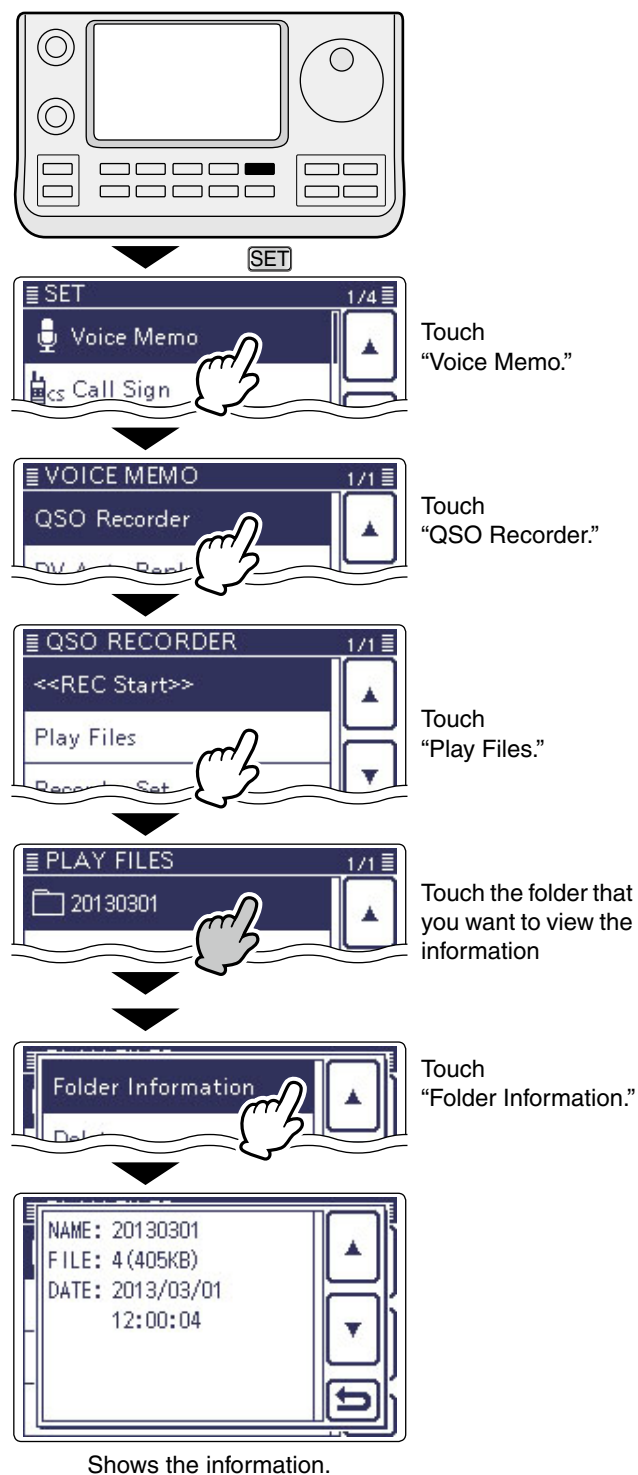 SET
SET
1/4
Voice Memo
CS Call Sign
Touch
“Voice Memo.”
VOICE MEMO
1/1
QSO Recorder
Touch
“QSO Recorder.”
QSO RECORDER
1/1
<<REC Start>>
Play Files
Touch
“Play Files.”
PLAY FILES
1/1
20130301
Touch the folder that
you want to view the
information
Folder Information
Touch
“Folder Information.”
NAME: 20130301
FILE: 4(405KB)
DATE: 2013/03/01
12:00:04
Shows the information.